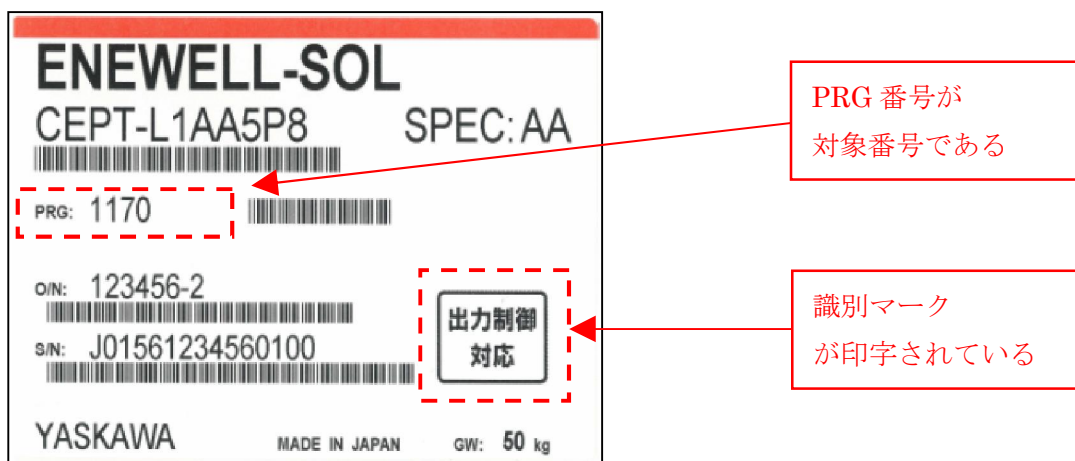 ENEWELL-SOL
CEPT-L1AA5P8 SPEC: AA
PRG: 1170
O/N: 123456-2
S/N: J01561234560100
出力制御
対応
YASKAWA MADE IN JAPAN GW: 50 kg
PRG 番号が
対象番号である
識別マーク
が印字されている